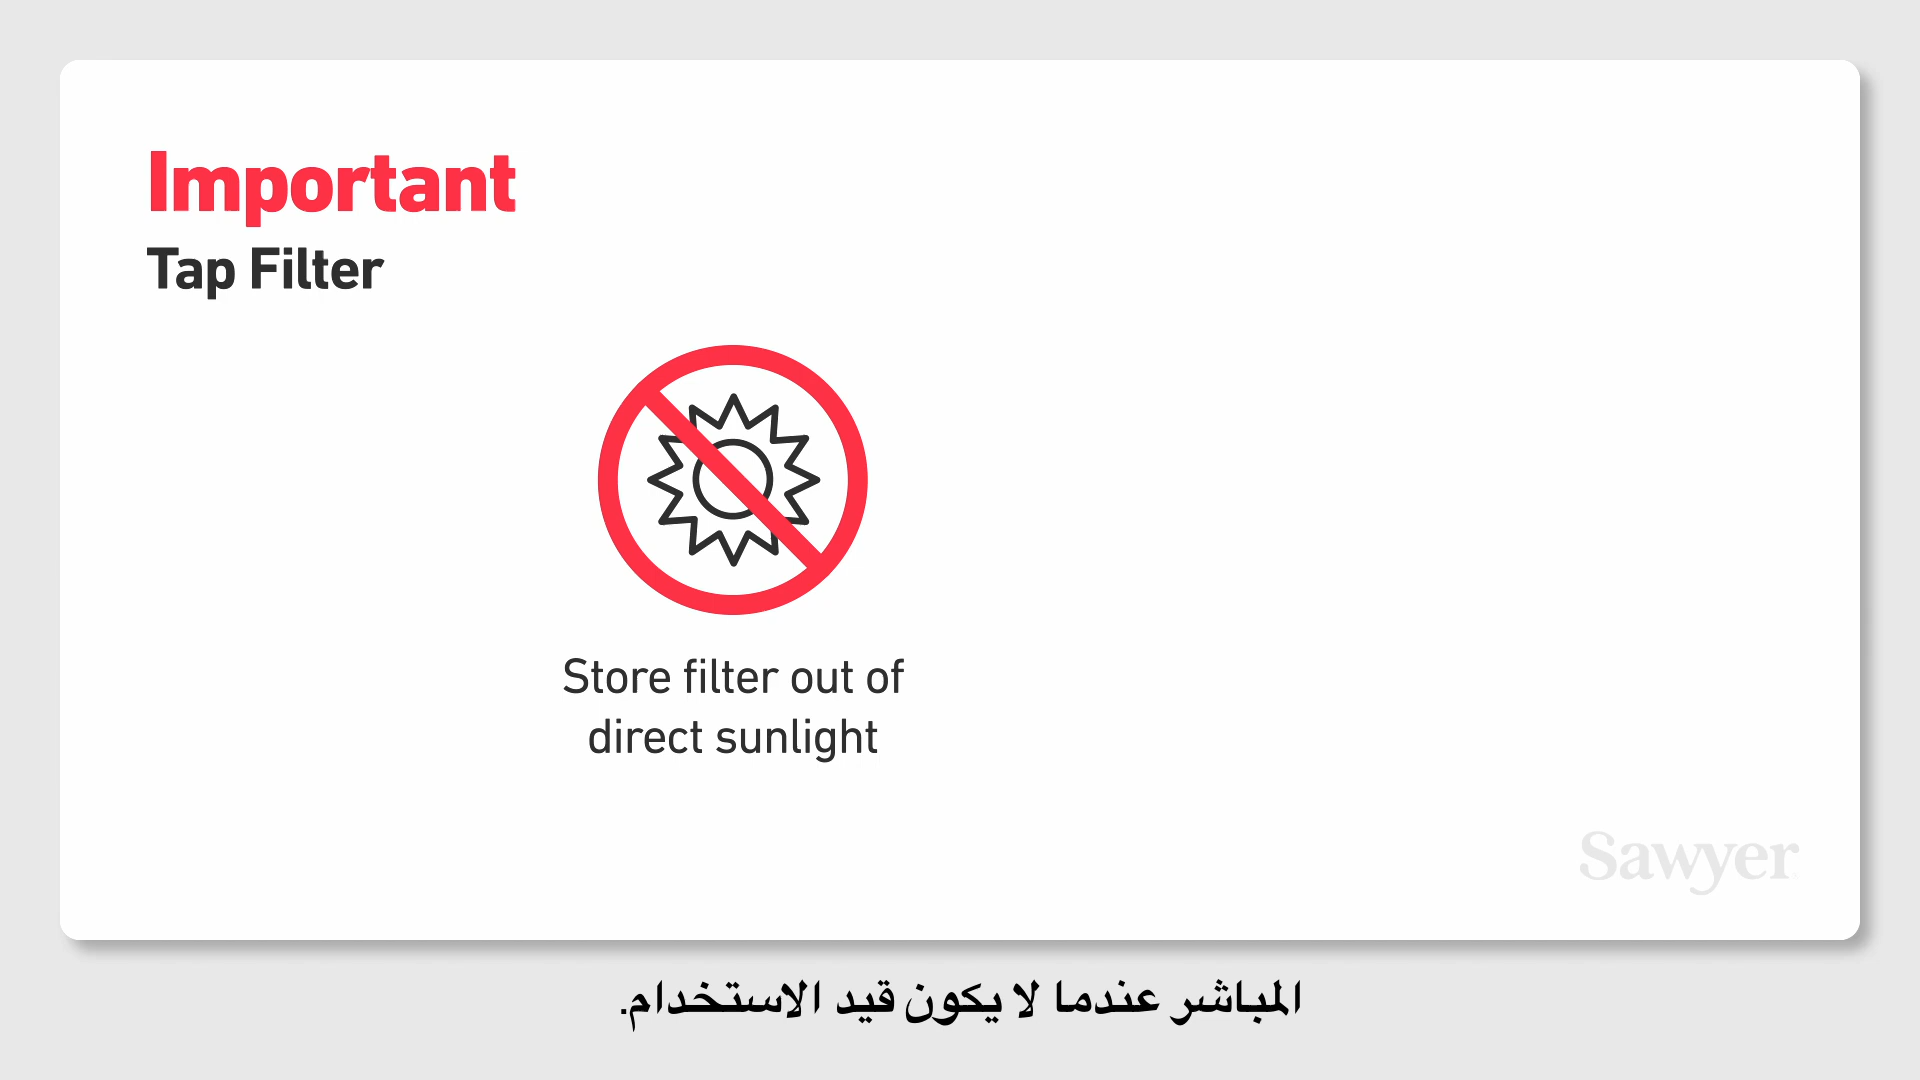 Important
Tap Filter
Store filter out of
direct sunlight
Sawyer
المباشر عندما لا يكون قيد الاستخدام.